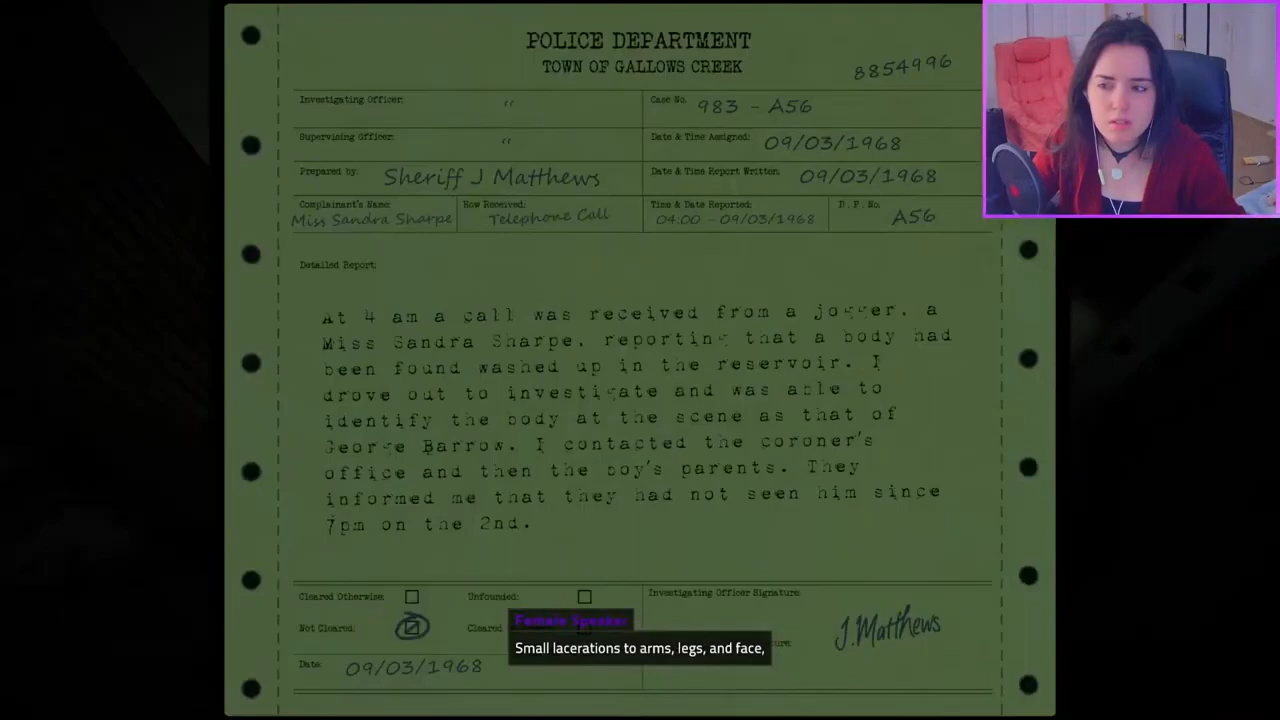 POLICE DEPARTMENT
TOWN OF GALLOWS CREEK
8854996
Investigating Officer: "
Case No. 983 - A56
Supervising Officer: "
Date & Time Assigned: 09/03/1968
Prepared by: Sheriff J Matthews
Date & Time Report Written: 09/03/1968
Complainant's Name: Miss Sandra Sharpe
How Received: Telephone Call
Time & Date Reported: 04:00 - 09/03/1968
D. F. No. A56
Detailed Report:
At 4 am a call was received from a jogger, a
Miss Sandra Sharpe, reporting that a body had
been found washed up in the reservoir. I
drove out to investigate and was able to
identify the body at the scene as that of
George Barrow. I contacted the coroner's
office and then the boy's parents. They
informed me that they had not seen him since
7pm on the 2nd.
Cleared Otherwise:
Unfounded:
Investigating Officer Signature:
Not Cleared:
Cleared
J.Matthews
Date: 09/03/1968
Female Speaker
Small lacerations to arms, legs, and face,